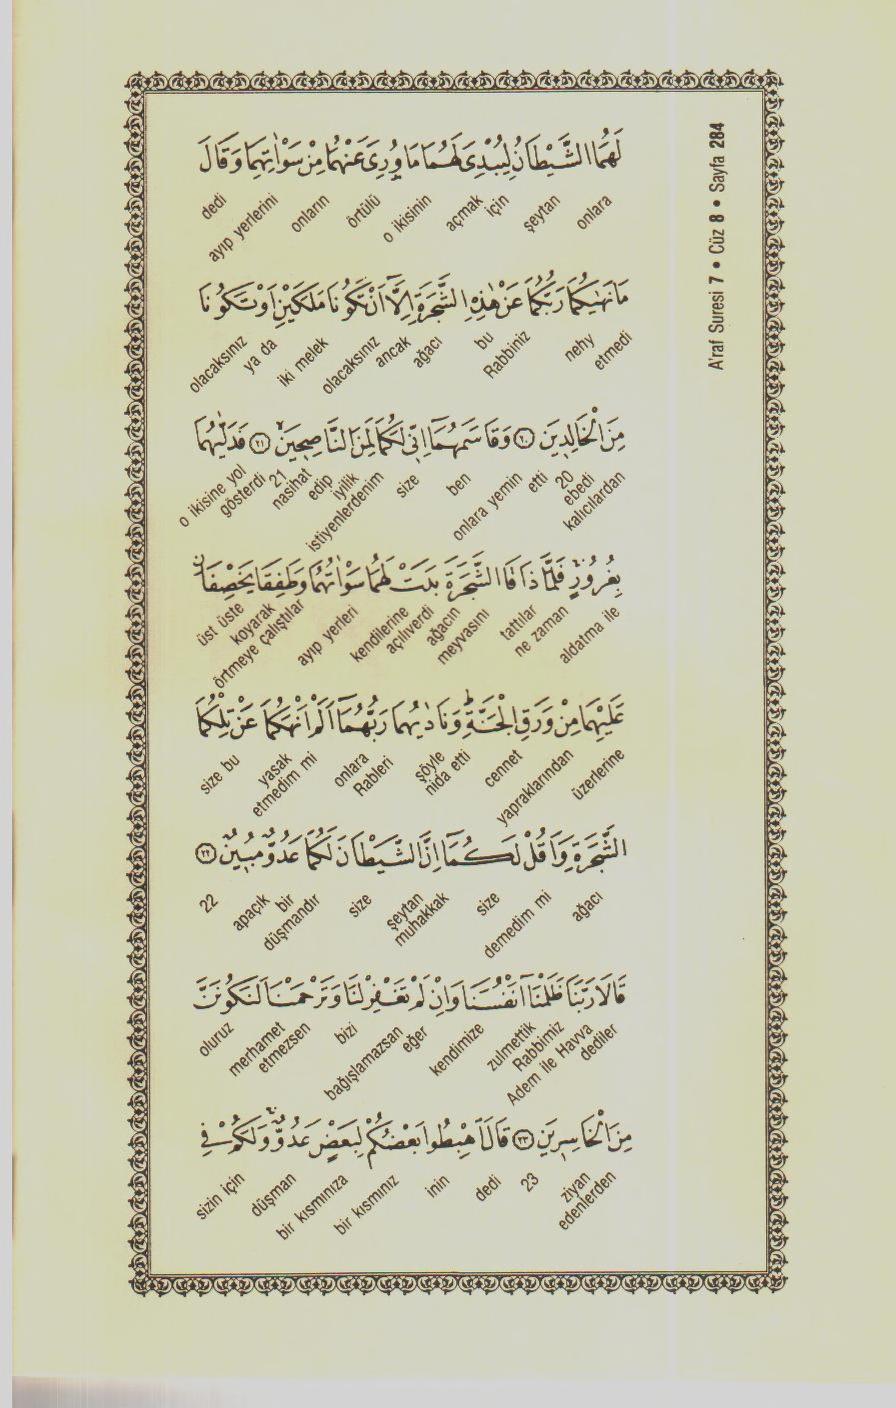 A'raf Suresi 7 • Cüz 8 • Sayfa 284
لَهُمَا الشَّيْطَانُ لِيُبْدِىَ لَهُمَا مَا وُرِىَ عَنْهُمَا مِنْ سَوْاٰتِهِمَا وَقَالَ
onlara şeytan için açmak o ikisinin örtülü onların ayıp yerlerini dedi
مَا نَهٰيكُمَا رَبُّكُمَا عَنْ هٰذِهِ الشَّجَرَةِ اِلَّٓا اَنْ تَكُونَا مَلَكَيْنِ اَوْ تَكُونَا
nehy etmedi Rabbiniz bu ağacı ancak olacaksınız iki melek ya da olacaksınız
مِنَ الْخَالِدِينَ ﴿٢٠﴾ وَقَاسَمَهُمَٓا اِنِّى لَكُمَا لَمِنَ النَّاصِحِينَ ﴿٢١﴾ فَدَلّٰيهُمَا
ebedi kalıcılardan 20 etti onlara yemin ben size iyilik istiyenlerdenim nasihat edip 21 o ikisine yol gösterdi
بِغُرُورٍ فَلَمَّا ذَاقَا الشَّجَرَةَ بَدَتْ لَهُمَا سَوْاٰتُهُمَا وَطَفِقَا يَخْصِفَانِ
aldatma ile ne zaman tattılar ağacın meyvasını açılıverdi kendilerine ayıp yerleri örtmeye çalıştılar üst üste koyarak
عَلَيْهِمَا مِنْ وَرَقِ الْجَنَّةِ وَنَادٰيهُمَا رَبُّهُمَٓا اَلَمْ اَنْهَكُمَا عَنْ تِلْكُمَا
üzerlerine yapraklarından cennet şöyle nida etti Rableri onlara yasak etmedim mi size bu
الشَّجَرَةِ وَاَقُلْ لَكُمَٓا اِنَّ الشَّيْطَانَ لَكُمَا عَدُوٌّ مُبِينٌ ﴿٢٢﴾
ağacı demedim mi size muhakkak şeytan size bir düşmandır apaçık 22
قَالَا رَبَّنَا ظَلَمْنَٓا اَنْفُسَنَا وَاِنْ لَمْ تَغْفِرْ لَنَا وَتَرْحَمْنَا لَنَكُونَنَّ
dediler Adem ile Havva Rabbimiz zulmettik kendimize eğer bağışlamazsan bizi merhamet etmezsen oluruz
مِنَ الْخَاسِرِينَ ﴿٢٣﴾ قَالَ اهْبِطُوا بَعْضُكُمْ لِبَعْضٍ عَدُوٌّ وَلَكُمْ فِى
ziyan edenlerden 23 dedi inin bir kısmınız bir kısmınıza düşman sizin için